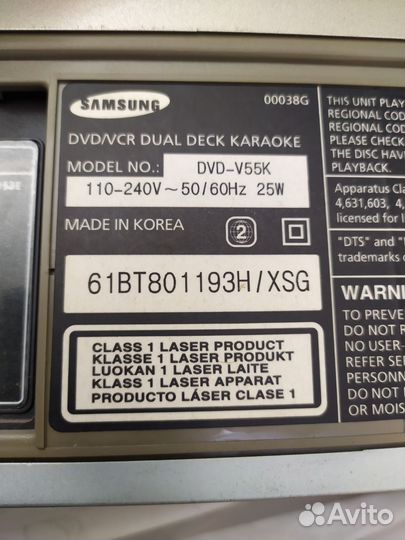 SAMSUNG
00038G
DVD/VCR DUAL DECK KARAOKE
MODEL NO.: DVD-V55K
110-240V ~ 50/60Hz 25W
MADE IN KOREA
2
61BT801193H/XSG
CLASS 1 LASER PRODUCT
KLASSE 1 LASER PRODUKT
LUOKAN 1 LASER LAITE
KLASS 1 LASER APPARAT
PRODUCTO LÁSER CLASE 1
THIS UNIT PLAY
REGIONAL CODE
REGIONAL COD
PLEASE CHECK
THE DISC HAVE
PLAYBACK.
Apparatus Cla
4,631,603, 4,
licensed for l
"DTS" and "
trademarks o
WARNI
TO PREVE
DO NOT R
NO USER-
REFER SE
PERSONN
DO NOT E
OR MOIS
Avito